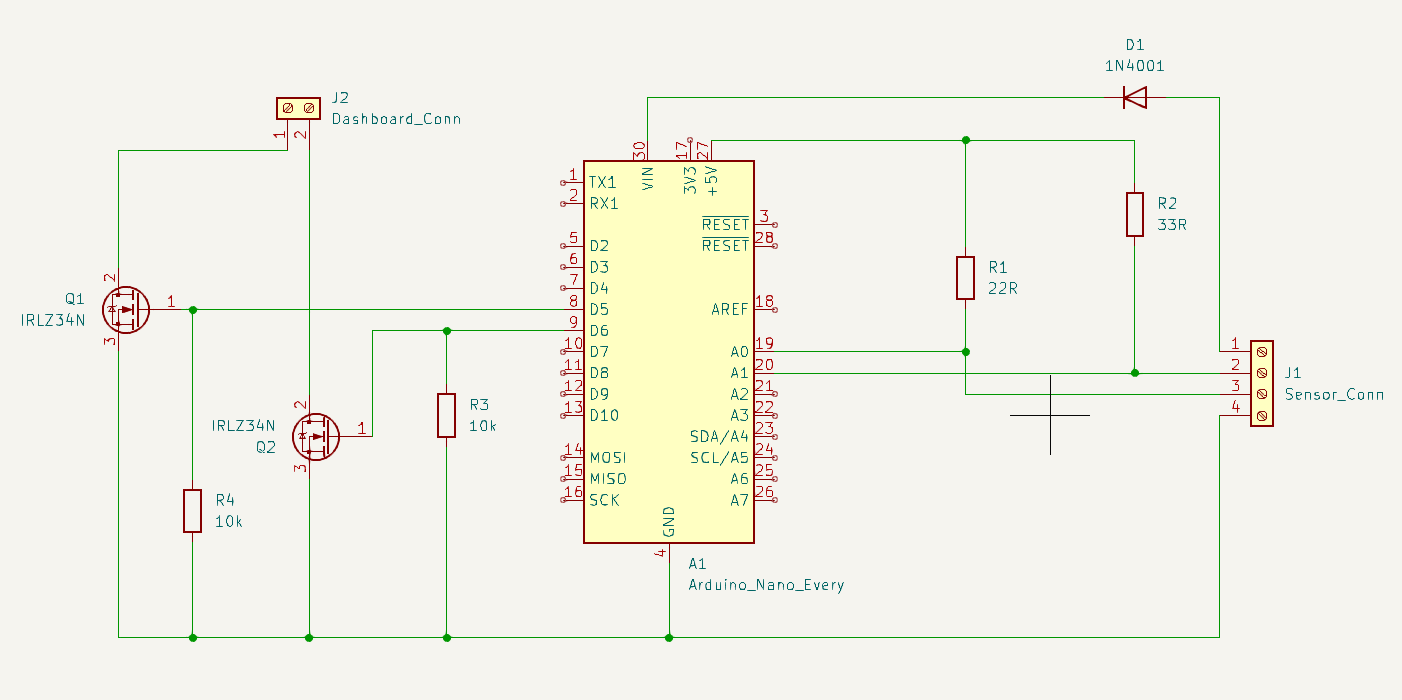 D1
1N4001
J2
Dashboard_Conn
1
2
30
17
27
VIN
3V3
+5V
1
TX1
2
RX1
RESET
3
RESET
28
5
D2
6
D3
7
D4
8
D5
9
D6
10
D7
11
D8
12
D9
13
D10
14
MOSI
15
MISO
16
SCK
AREF
18
A0
19
A1
20
A2
21
A3
22
SDA/A4
23
SCL/A5
24
A6
25
A7
26
GND
4
A1
Arduino_Nano_Every
R2
33R
R1
22R
1
2
3
4
J1
Sensor_Conn
Q1
IRLZ34N
2
1
3
IRLZ34N
Q2
2
1
3
R3
10k
R4
10k